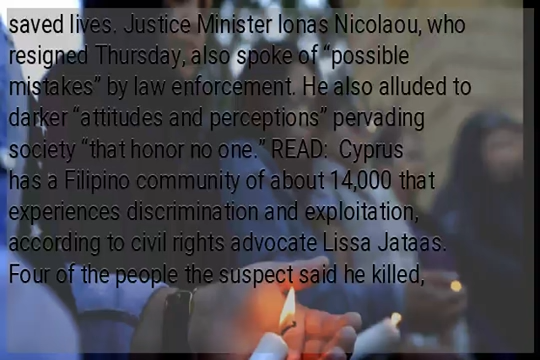 saved lives. Justice Minister Ionas Nicolaou, who
resigned Thursday, also spoke of “possible
mistakes” by law enforcement. He also alluded to
darker “attitudes and perceptions” pervading
society “that honor no one.” READ:  Cyprus
has a Filipino community of about 14,000 that
experiences discrimination and exploitation,
according to civil rights advocate Lissa Jataas.
Four of the people the suspect said he killed,